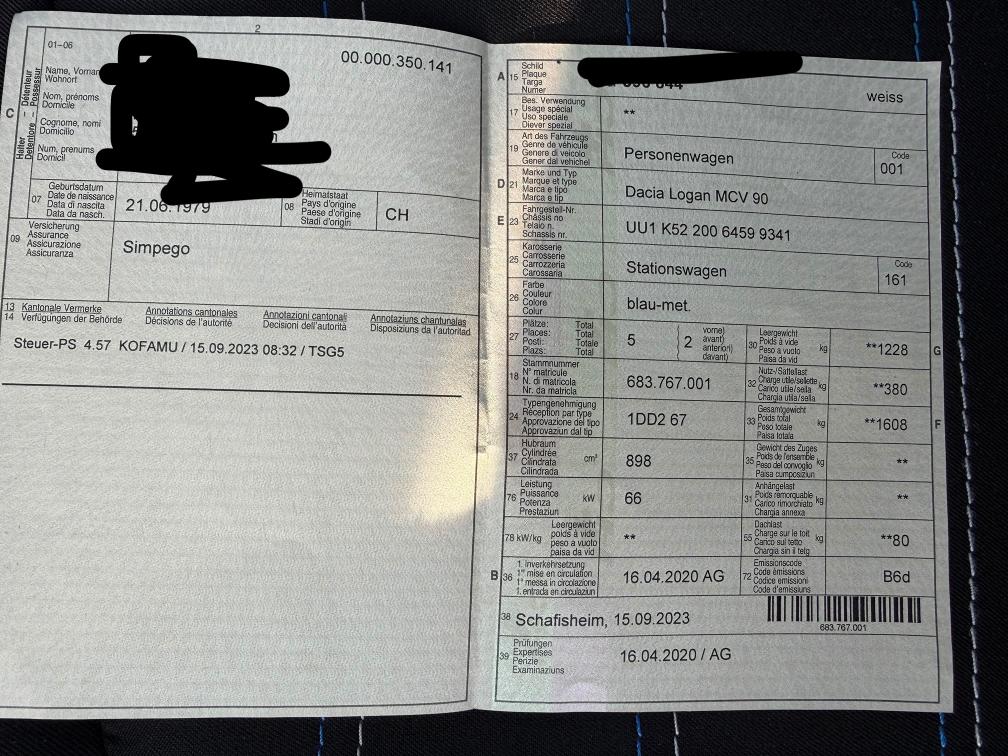 2
01-06
00.000.350.141
C
Halter – Détenteur
Detentore – Possessur
Name, Vornam
Wohnort
Nom, prénoms
Domicile
Cognome, nomi
Domicilio
Num, prenums
Domicil
07
Geburtsdatum
Date de naissance
Data di nascita
Data da nasch.
21.06.1979
08
Heimatstaat
Pays d'origine
Paese d'origine
Stadi d'origin
CH
09
Versicherung
Assurance
Assicurazione
Assicuranza
Simpego
13 Kantonale Vermerke Annotations cantonales Annotazioni cantonali Annotaziuns chantunalas
14 Verfügungen der Behörde Décisions de l'autorité Decisioni dell'autorità Disposiziuns da l'autoritad
Steuer-PS 4.57 KOFAMU / 15.09.2023 08:32 / TSG5
A 15
Schild
Plaque
Targa
Numer
weiss
17
Bes. Verwendung
Usage spécial
Uso speciale
Diever spezial
**
19
Art des Fahrzeugs
Genre de véhicule
Genere di veicolo
Gener dal vehichel
Personenwagen
Code
001
D 21
Marke und Typ
Marque et type
Marca e tipo
Marca e tip
Dacia Logan MCV 90
E 23
Fahrgestell-Nr.
Châssis no
Telaio n.
Schassis nr.
UU1 K52 200 6459 9341
25
Karosserie
Carrosserie
Carrozzeria
Carossaria
Stationswagen
Code
161
26
Farbe
Couleur
Colore
Colur
blau-met.
27
Plätze: Total
Places: Total
Posti: Totale
Plazs: Total
5
2
vorne)
avant)
anteriori)
davant)
30
Leergewicht
Poids à vide
Peso a vuoto
Paisa da vid
kg
**1228
G
18
Stammnummer
N° matricule
N. di matricola
Nr. da matricla
683.767.001
32
Nutz-/Sattellast
Charge utile/sellette
Carico utile/sella
Chargia utila/sella
kg
**380
24
Typengenehmigung
Réception par type
Approvazione del tipo
Approvaziun dal tip
1DD2 67
33
Gesamtgewicht
Poids total
Peso totale
Paisa totala
kg
**1608
F
37
Hubraum
Cylindrée
Cilindrata
Cilindrada
cm³
898
35
Gewicht des Zuges
Poids de l'ensemble
Peso del convoglio
Paisa cumposiziun
kg
**
76
Leistung
Puissance
Potenza
Prestaziun
kW
66
31
Anhängelast
Poids remorquable
Carico rimorchiato
Chargia annexa
kg
**
78 kW/kg
Leergewicht
poids à vide
peso a vuoto
paisa da vid
**
55
Dachlast
Charge sur le toit
Carico sul tetto
Chargia sin il tetg
kg
**80
B 36
1. Inverkehrsetzung
1re mise en circulation
1a messa in circolazione
1. entrada en circulaziun
16.04.2020 AG
72
Emissionscode
Code émissions
Codice emissioni
Code d'emissiuns
B6d
38
Schafisheim, 15.09.2023
683.767.001
39
Prüfungen
Expertises
Perizie
Examinaziuns
16.04.2020 / AG